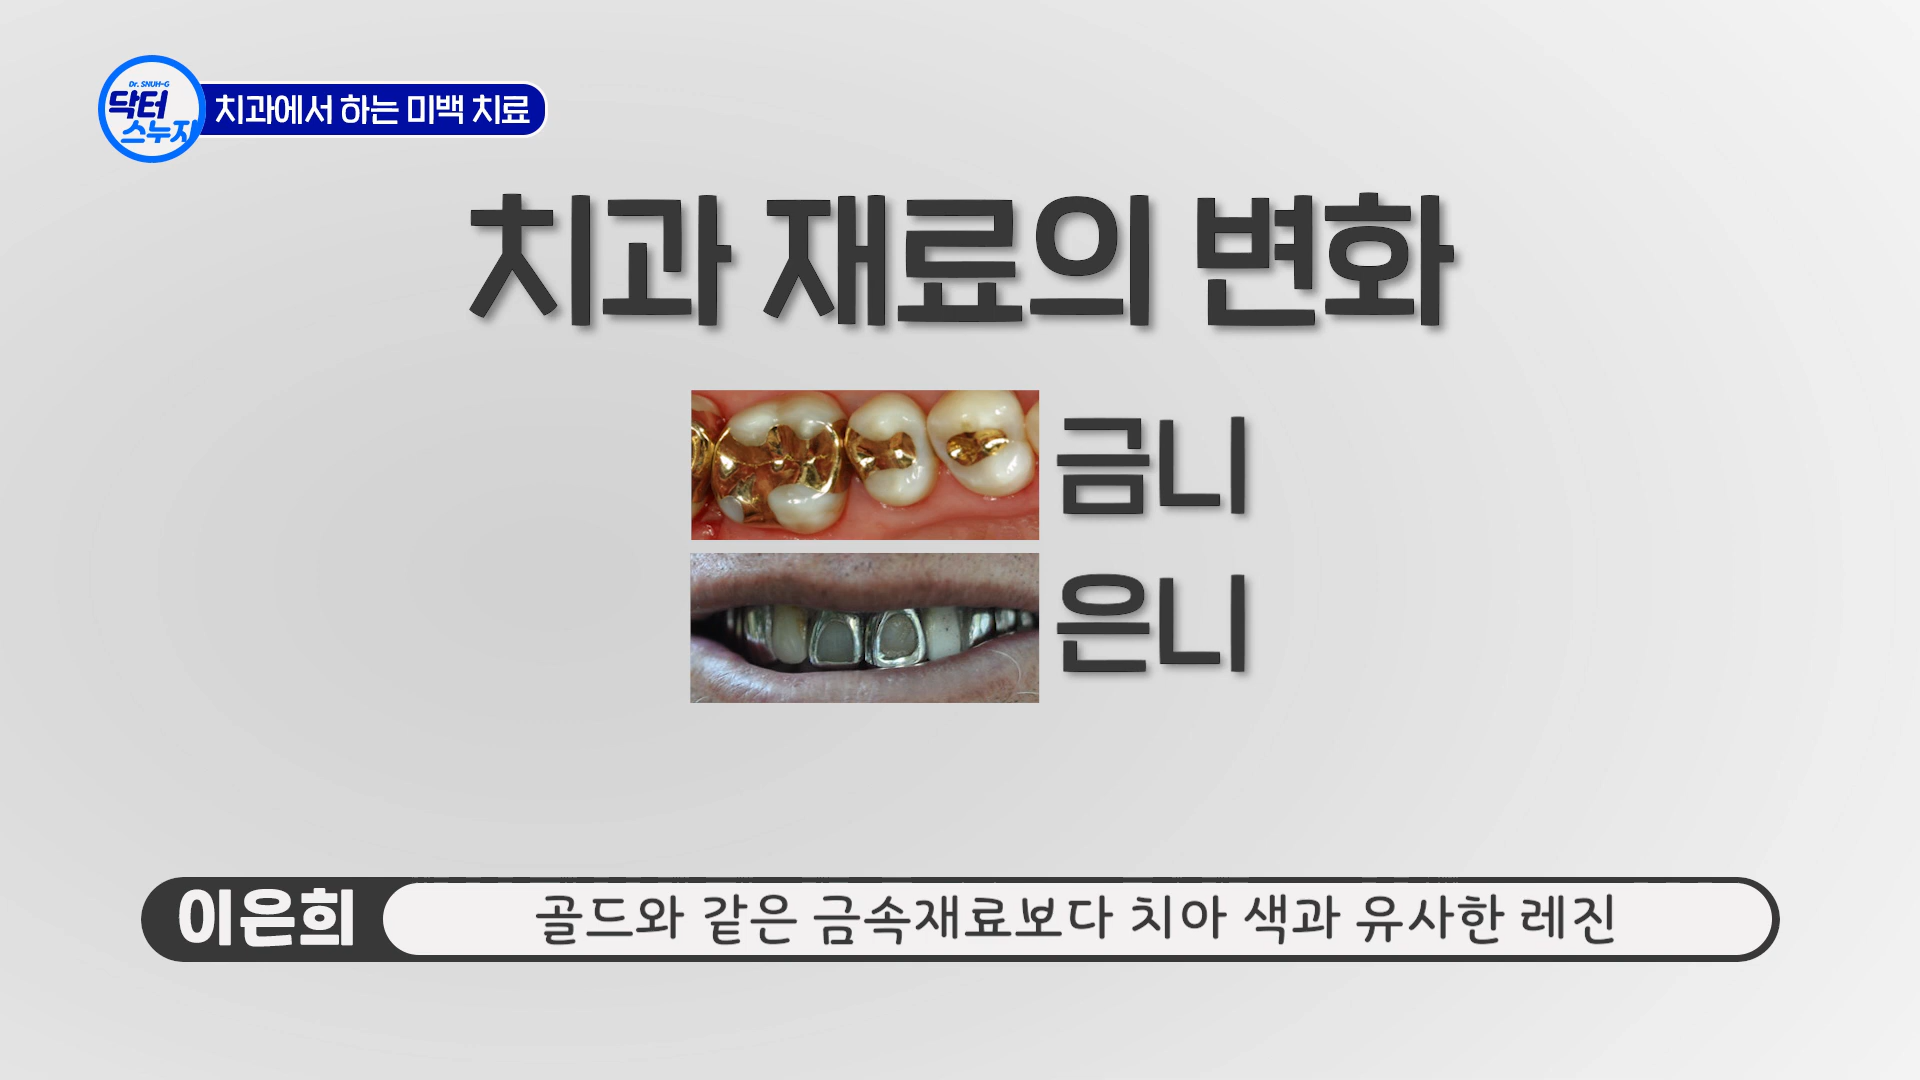 Dr. SNUH-G
닥터
스누지
치과에서 하는 미백 치료
치과 재료의 변화
금니
은니
이은희
골드와 같은 금속재료보다 치아 색과 유사한 레진